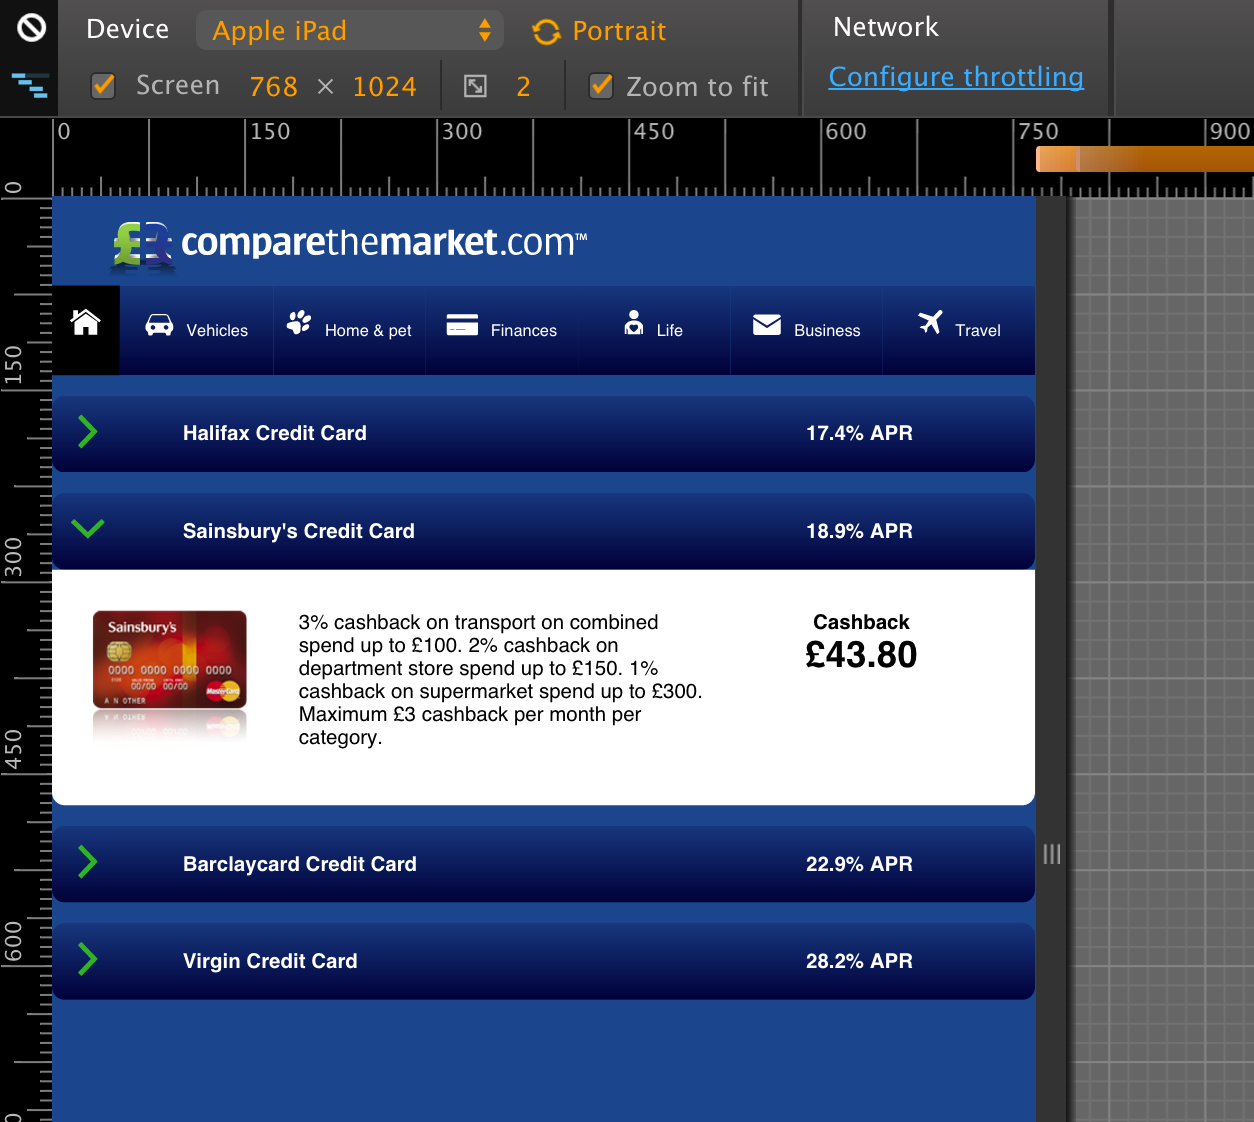 Device Apple iPad Portrait Network
Screen 768 × 1024 2 Zoom to fit Configure throttling
0 150 300 450 600 750 900
0
150
300
450
600
comparethemarket.com™
Vehicles Home & pet Finances Life Business Travel
Halifax Credit Card 17.4% APR
Sainsbury's Credit Card 18.9% APR
Sainsbury's
0000 0000 0000 0000
00/00 00/00
MasterCard
A N OTHER
3% cashback on transport on combined
spend up to £100. 2% cashback on
department store spend up to £150. 1%
cashback on supermarket spend up to £300.
Maximum £3 cashback per month per
category.
Cashback
£43.80
Barclaycard Credit Card 22.9% APR
Virgin Credit Card 28.2% APR